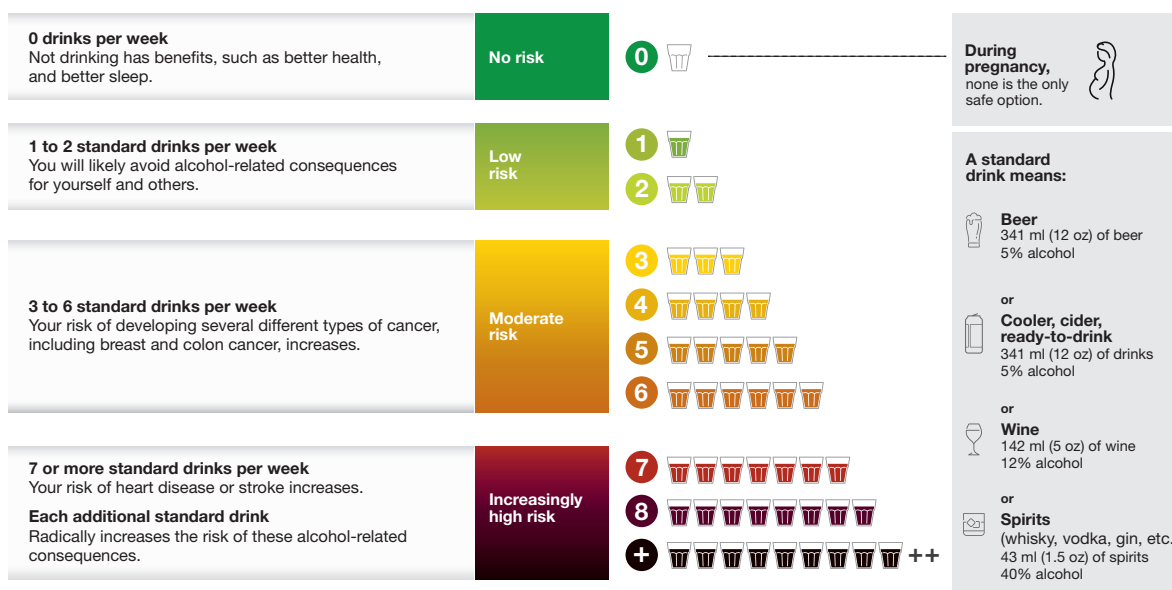 0 drinks per week
Not drinking has benefits, such as better health,
and better sleep.
No risk
0
1 to 2 standard drinks per week
You will likely avoid alcohol-related consequences
for yourself and others.
Low
risk
1
2
3 to 6 standard drinks per week
Your risk of developing several different types of cancer,
including breast and colon cancer, increases.
Moderate
risk
3
4
5
6
7 or more standard drinks per week
Your risk of heart disease or stroke increases.
Each additional standard drink
Radically increases the risk of these alcohol-related
consequences.
Increasingly
high risk
7
8
+
++
During
pregnancy,
none is the only
safe option.
A standard
drink means:
Beer
341 ml (12 oz) of beer
5% alcohol
or
Cooler, cider,
ready-to-drink
341 ml (12 oz) of drinks
5% alcohol
or
Wine
142 ml (5 oz) of wine
12% alcohol
or
Spirits
(whisky, vodka, gin, etc.
43 ml (1.5 oz) of spirits
40% alcohol